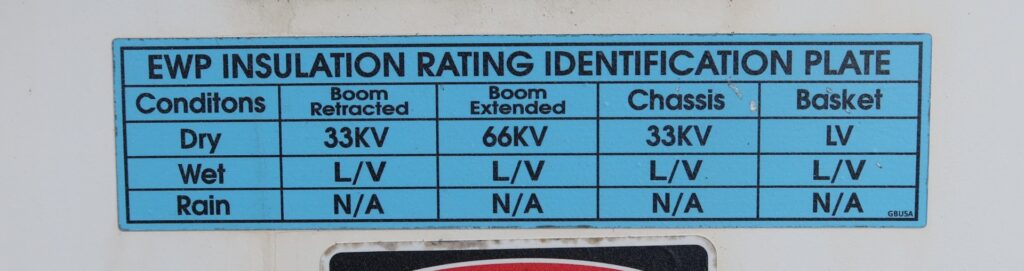 EWP INSULATION RATING IDENTIFICATION PLATE
Conditons Boom Retracted Boom Extended Chassis Basket
Dry 33KV 66KV 33KV LV
Wet L/V L/V L/V L/V
Rain N/A N/A N/A N/A
GBUSA